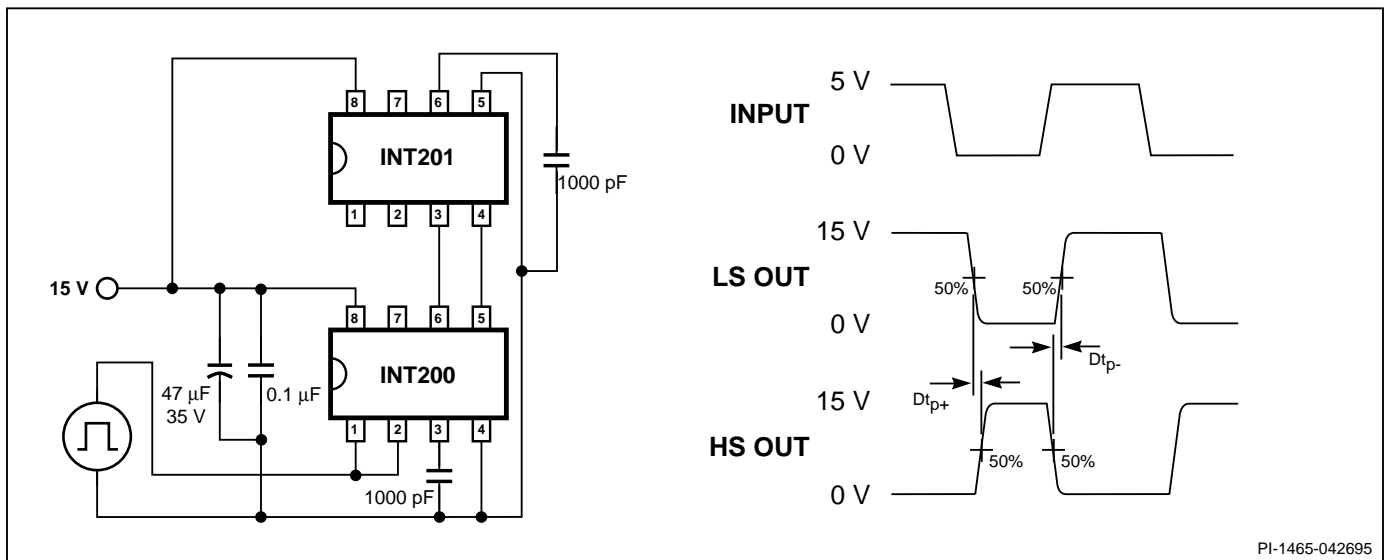 8 7 6 5
INT201
1 2 3 4
1000 pF
15 V
8 7 6 5
INT200
1 2 3 4
47 µF
35 V
0.1 µF
1000 pF
INPUT
5 V
0 V
LS OUT
15 V
0 V
50% 50%
Dtp-
Dtp+
HS OUT
15 V
0 V
50% 50%
PI-1465-042695